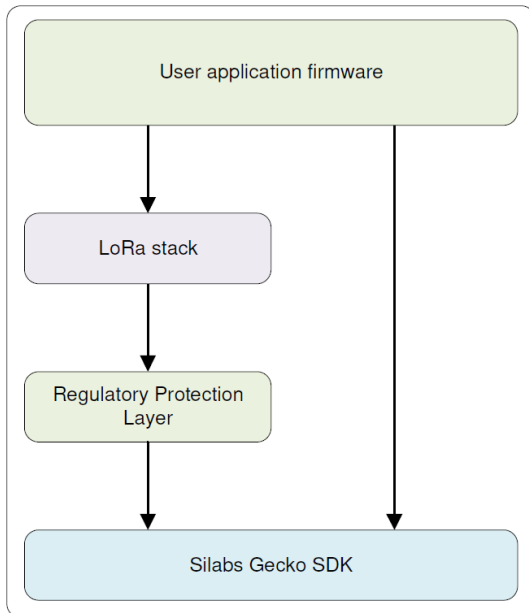 User application firmware
LoRa stack
Regulatory Protection
Layer
Silabs Gecko SDK